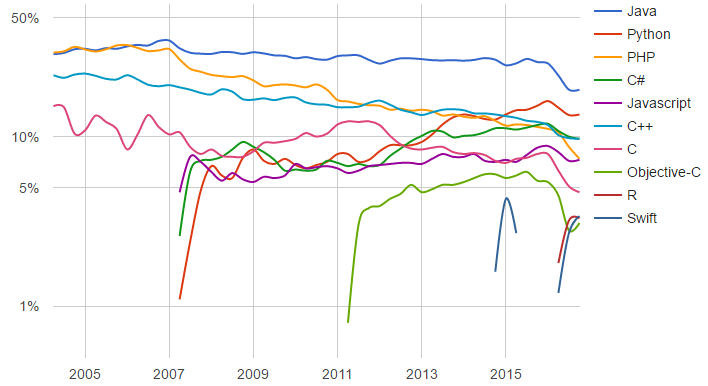 50%
10%
5%
1%
2005 2007 2009 2011 2013 2015
Java
Python
PHP
C#
Javascript
C++
C
Objective-C
R
Swift